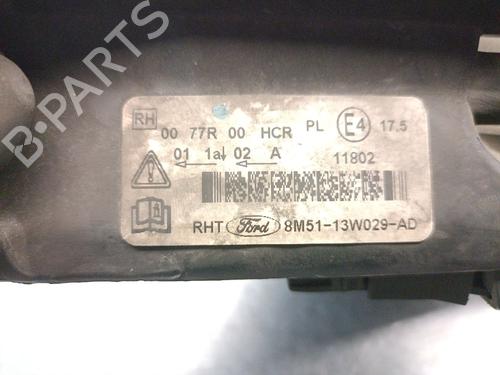 B-PARTS
RH
00 77R 00 HCR PL E4 17.5
01 1a 02 A 11802
RHT Ford 8M51-13W029-AD